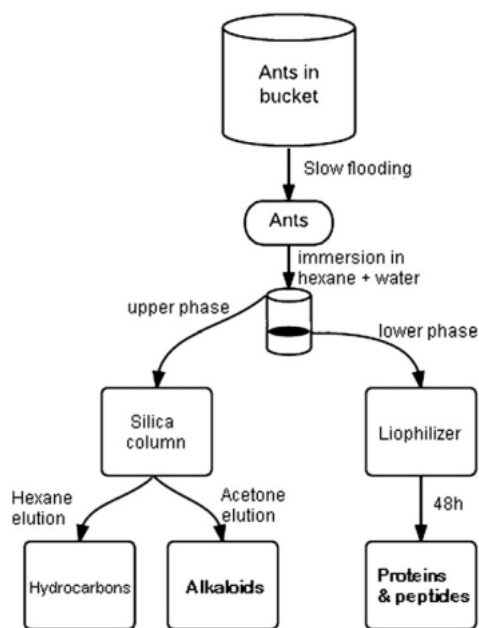 Ants in
bucket
Slow flooding
Ants
immersion in
hexane + water
upper phase
lower phase
Silica
column
Liophilizer
Hexane
elution
Acetone
elution
48h
Hydrocarbons
Alkaloids
Proteins
& peptides